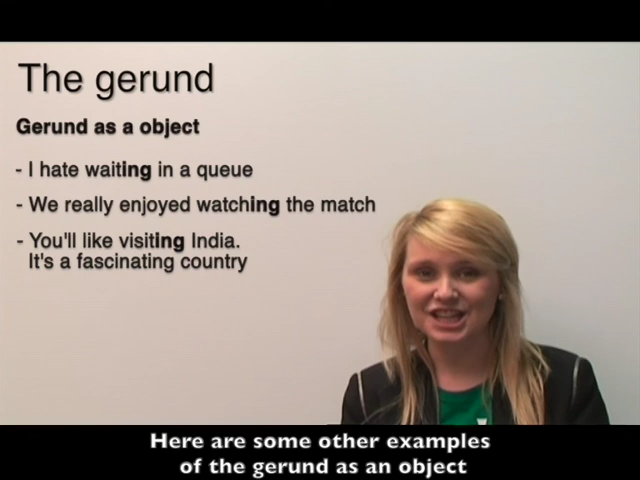 The gerund
Gerund as a object
- I hate waiting in a queue
- We really enjoyed watching the match
- You'll like visiting India.
It's a fascinating country
Here are some other examples
of the gerund as an object